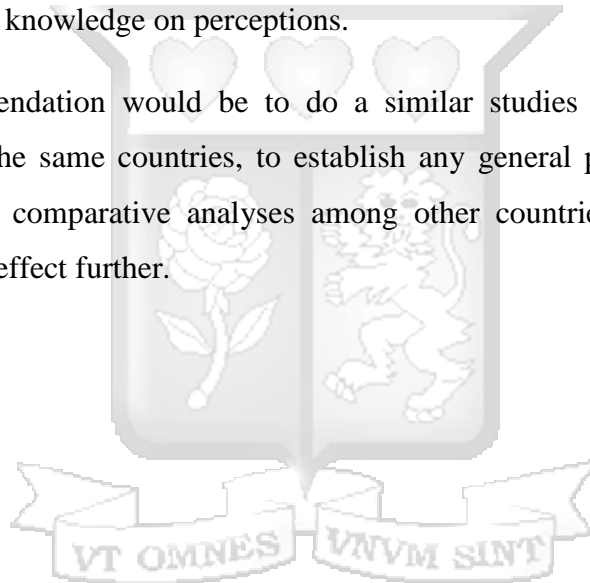 knowledge on perceptions.
endation would be to do a similar studies
he same countries, to establish any general p
comparative analyses among other countrie
effect further.
VT OMNES VNVM SINT